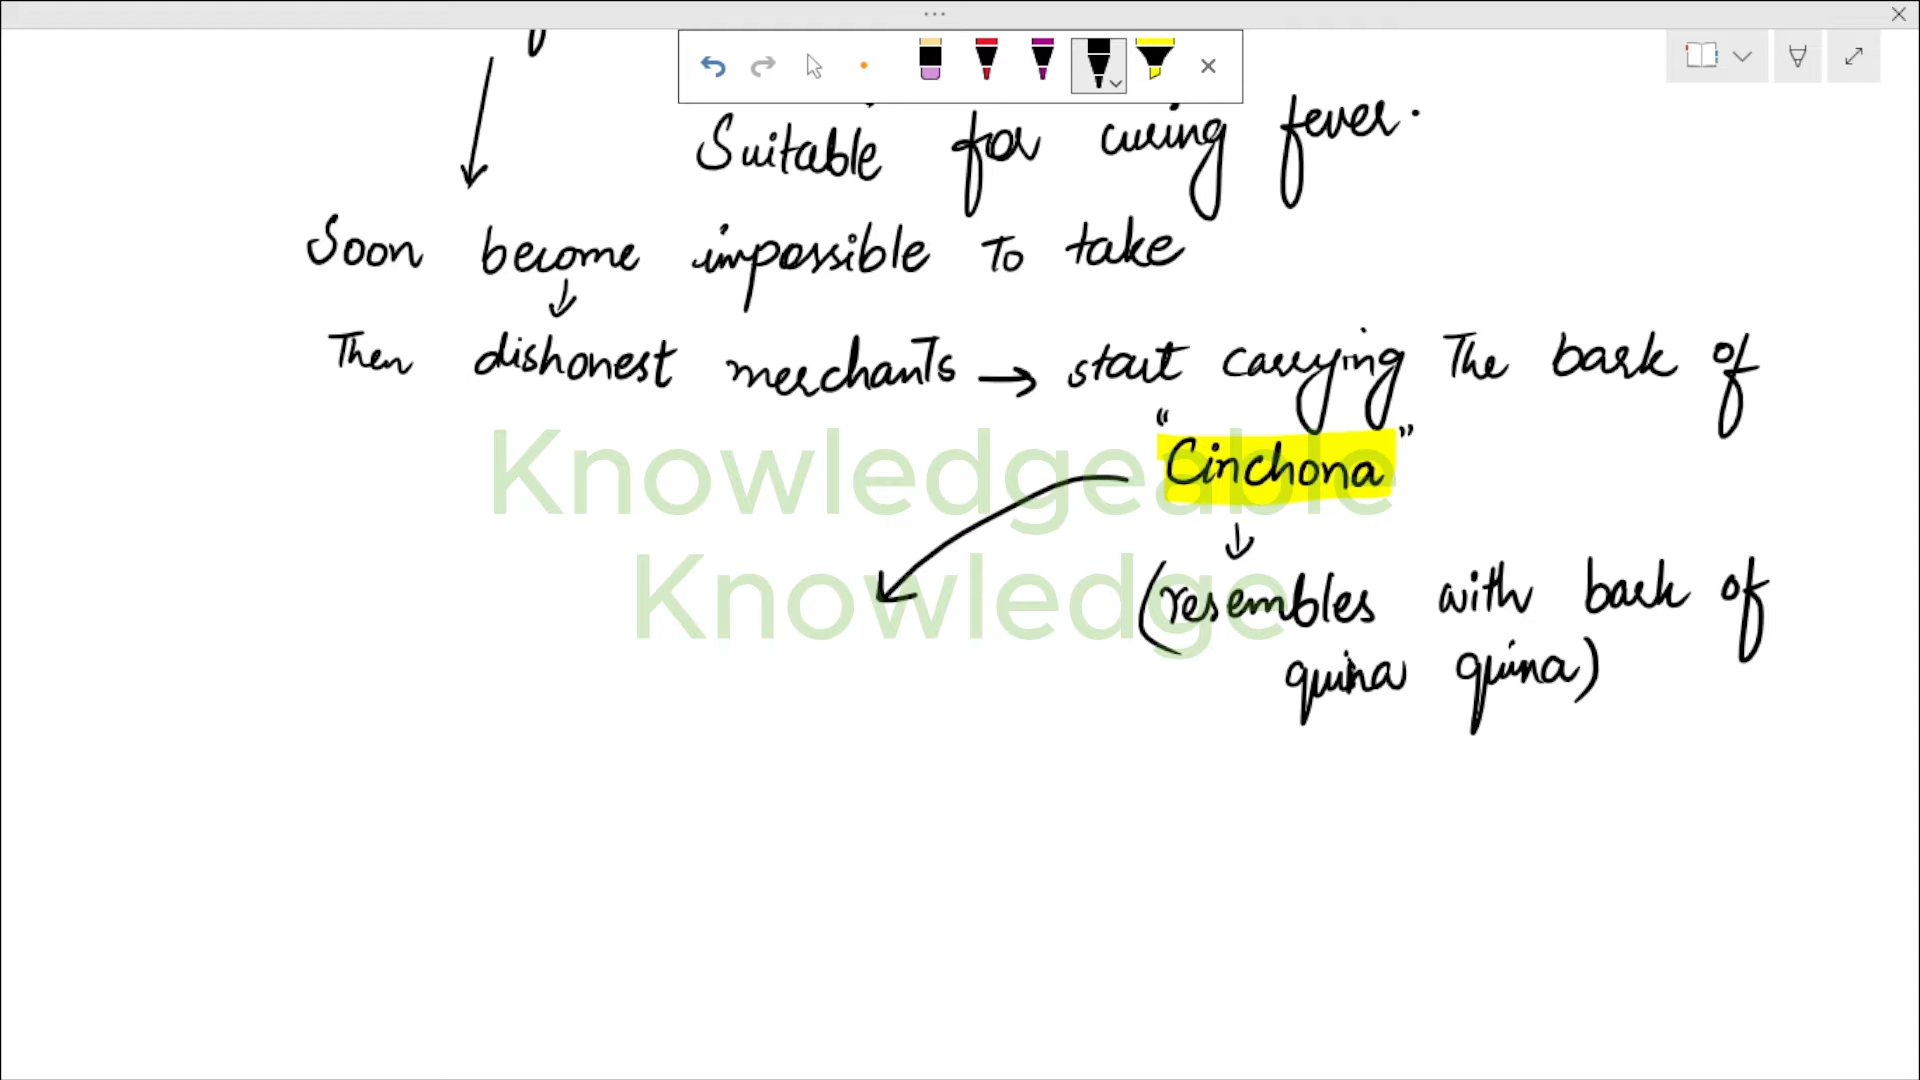 Suitable for curing fever.
Soon become impossible To take
Then dishonest merchants → start carrying The bark of
"Cinchona"
(resembles with bark of
quina quina)
Knowledgeable
Knowledge